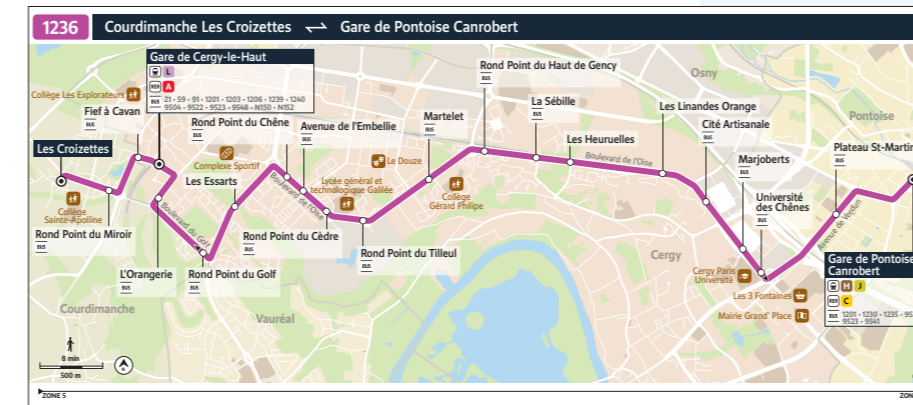 1236 Courdimanche Les Croizettes ⇌ Gare de Pontoise Canrobert
Gare de Cergy-le-Haut
L
RER A
BUS 21 - 59 - 91 - 1201 - 1203 - 1206 - 1239 - 1240
9504 - 9522 - 9523 - 9548 - N150 - N152
Collège Les Explorateurs
Fief à Cavan
BUS
Les Croizettes
Collège
Sainte-Apolline
Rond Point du Miroir
BUS
Rond Point du Chêne
BUS
Complexe Sportif
Les Essarts
BUS
L'Orangerie
BUS
Boulevard du Golf
Rond Point du Golf
BUS
Avenue de l'Embellie
BUS
Boulevard de l'Oise
Lycée général et
technologique Galilée
Rond Point du Cèdre
BUS
Le Douze
Martelet
BUS
Rond Point du Tilleul
BUS
Collège
Gérard Philipe
Rond Point du Haut de Gency
BUS
La Sébille
BUS
Les Heuruelles
BUS
Boulevard de l'Oise
Osny
Les Linandes Orange
BUS
Cité Artisanale
BUS
Marjoberts
BUS
Université
des Chênes
BUS
Pontoise
Plateau St-Martin
BUS
Avenue de Verdun
Cergy
Cergy Paris
Université
Les 3 Fontaines
Mairie Grand' Place
Gare de Pontoise
Canrobert
H J
RER C
BUS 1201 - 1230 - 1235 - 95
9523 - 9541
Courdimanche
Vauréal
8 min
500 m
ZONE 5
ZON